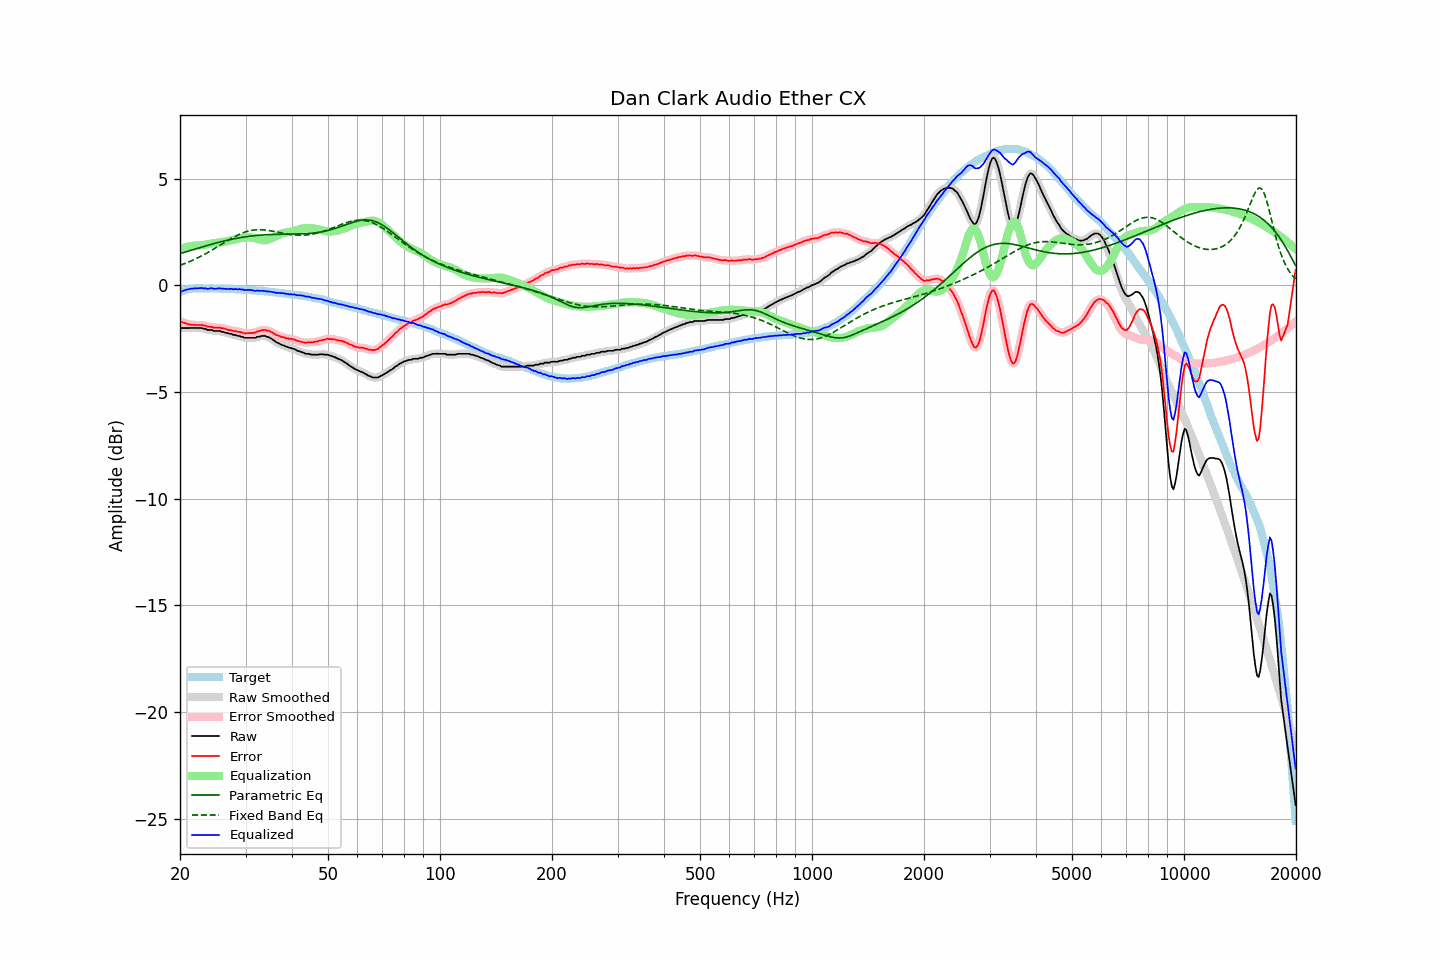 Dan Clark Audio Ether CX
Amplitude (dBr)
5
0
−5
−10
−15
−20
−25
Target
Raw Smoothed
Error Smoothed
Raw
Error
Equalization
Parametric Eq
Fixed Band Eq
Equalized
20 50 100 200 500 1000 2000 5000 10000 20000
Frequency (Hz)